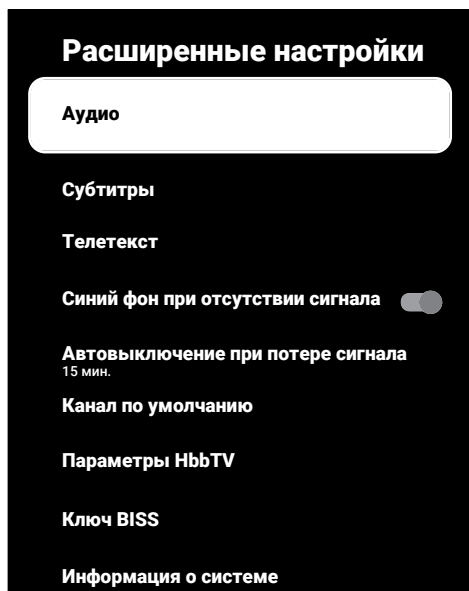 Расширенные настройки
Аудио
Субтитры
Телетекст
Синий фон при отсутствии сигнала
Автовыключение при потере сигнала
15 мин.
Канал по умолчанию
Параметры HbbTV
Ключ BISS
Информация о системе